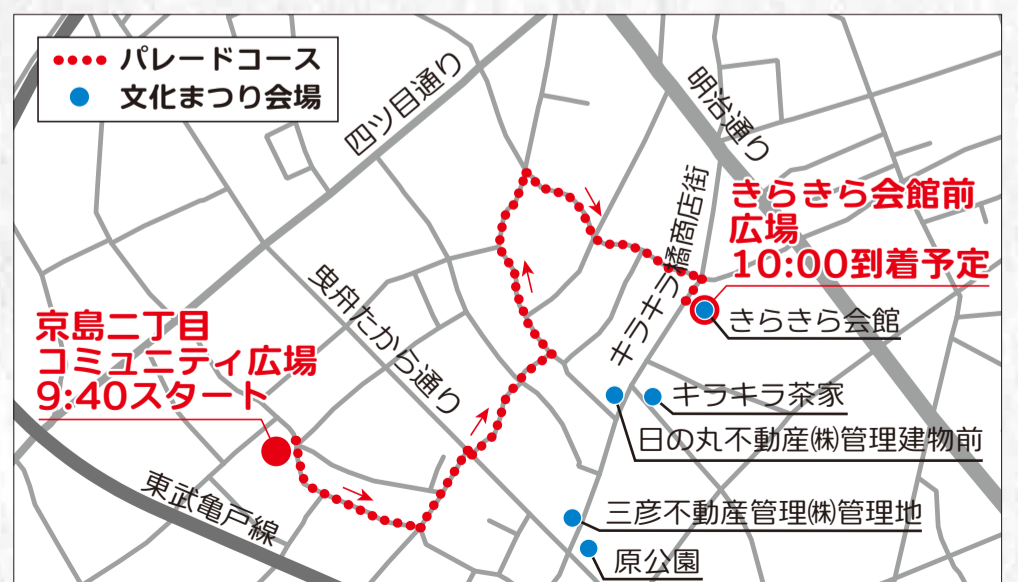 パレードコース
文化まつり会場
四ツ目通り
明治通り
キラキラ橘商店街
きらきら会館前
広場
10:00到着予定
きらきら会館
曳舟たから通り
京島二丁目
コミュニティ広場
9:40スタート
キラキラ茶家
日の丸不動産㈱管理建物前
東武亀戸線
三彦不動産管理㈱管理地
原公園